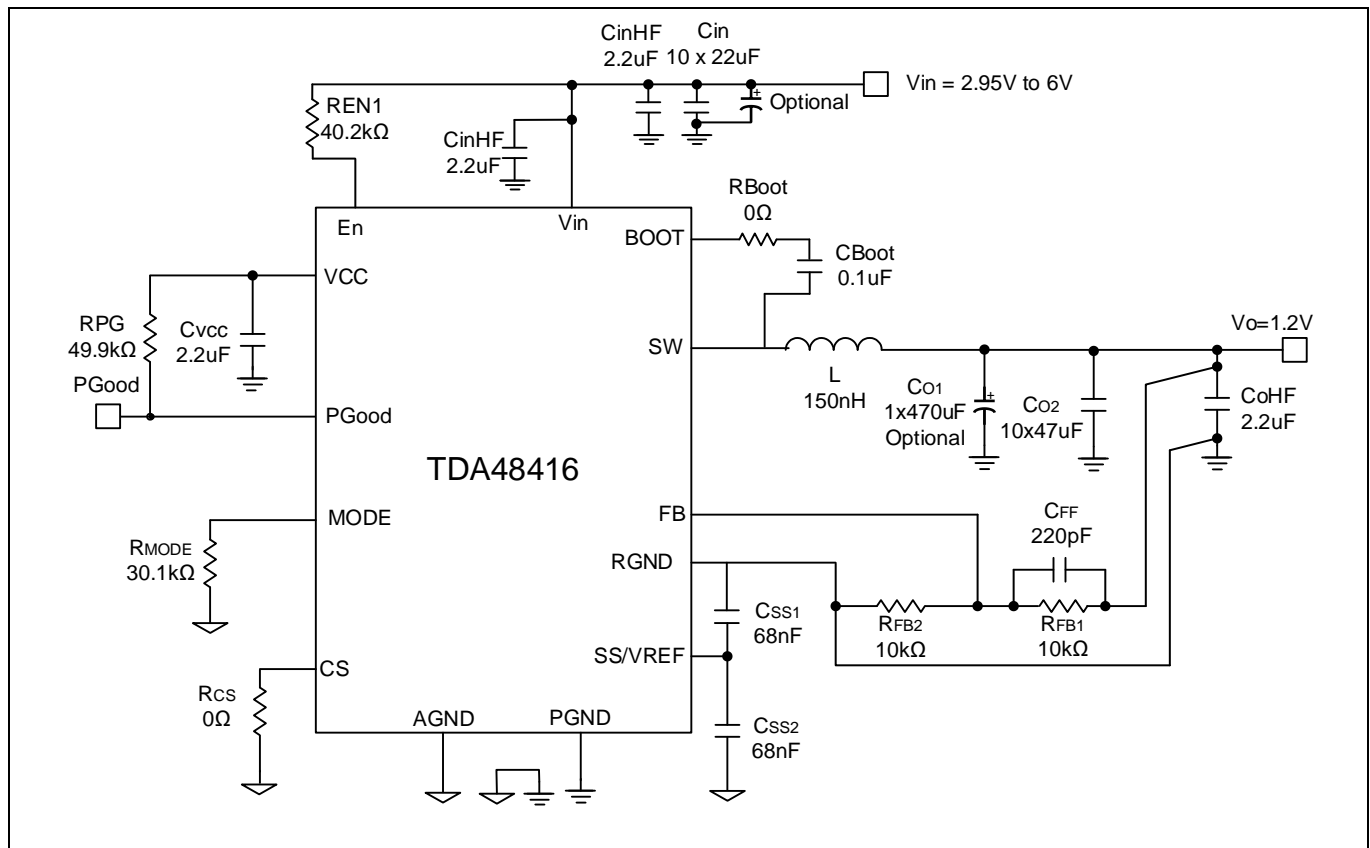 CinHF
2.2uF
Cin
10 x 22uF
+
Optional
Vin = 2.95V to 6V
REN1
40.2kΩ
CinHF
2.2uF
En
Vin
BOOT
RBoot
0Ω
CBoot
0.1uF
VCC
RPG
49.9kΩ
Cvcc
2.2uF
PGood
PGood
SW
L
150nH
Vo=1.2V
CO1
1x470uF
Optional
+
CO2
10x47uF
CoHF
2.2uF
TDA48416
MODE
RMODE
30.1kΩ
FB
RGND
CFF
220pF
CSS1
68nF
RFB2
10kΩ
RFB1
10kΩ
SS/VREF
CS
RCS
0Ω
AGND
PGND
CSS2
68nF